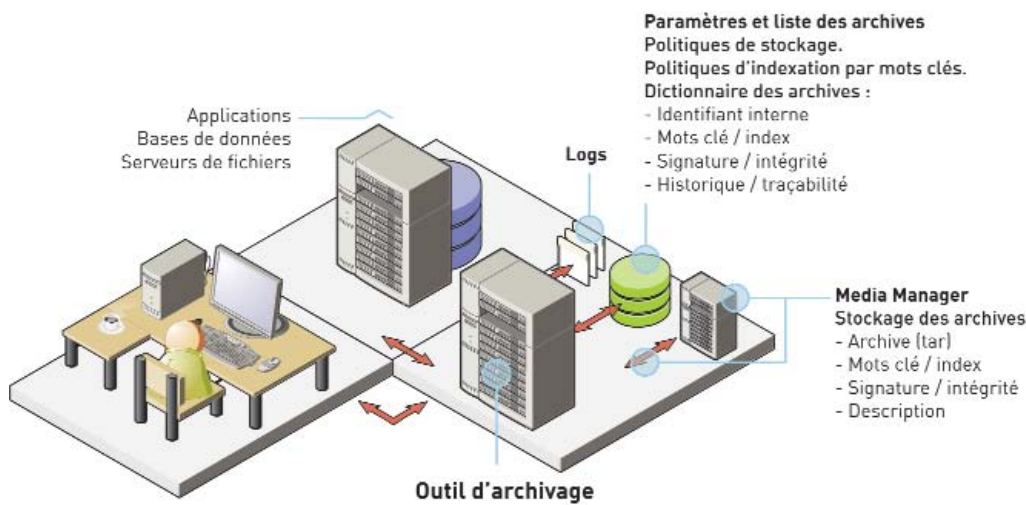 Paramètres et liste des archives
Politiques de stockage.
Politiques d'indexation par mots clés.
Dictionnaire des archives :
- Identifiant interne
- Mots clé / index
- Signature / intégrité
- Historique / traçabilité
Applications
Bases de données
Serveurs de fichiers
Logs
Media Manager
Stockage des archives
- Archive (tar)
- Mots clé / index
- Signature / intégrité
- Description
Outil d'archivage